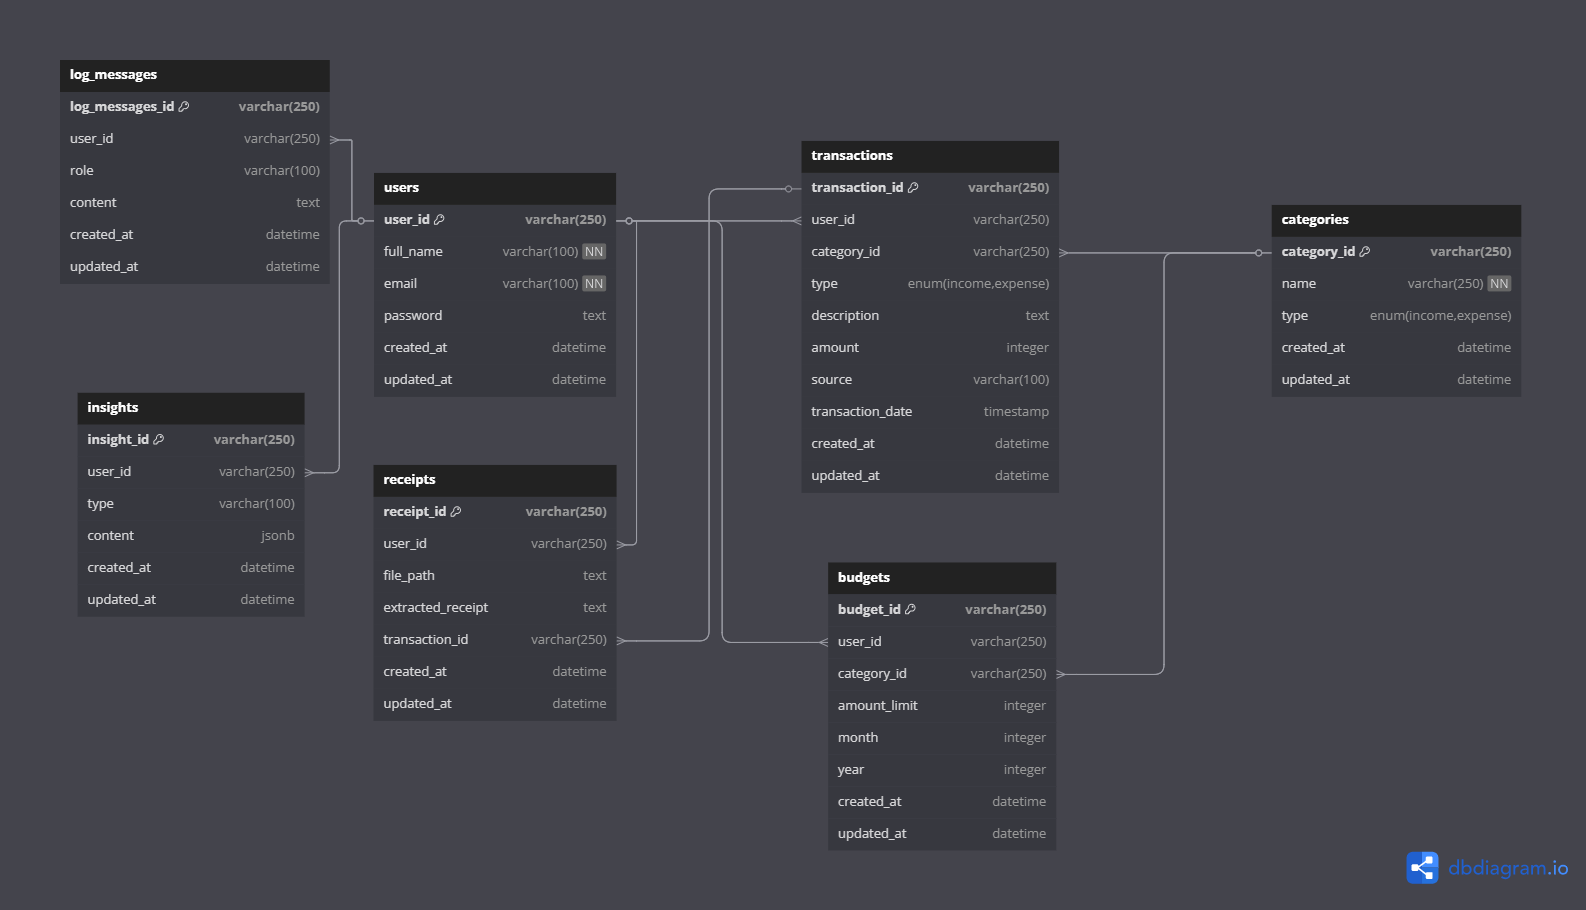 log_messages
log_messages_id varchar(250)
user_id varchar(250)
role varchar(100)
content text
created_at datetime
updated_at datetime
users
user_id varchar(250)
full_name varchar(100) NN
email varchar(100) NN
password text
created_at datetime
updated_at datetime
transactions
transaction_id varchar(250)
user_id varchar(250)
category_id varchar(250)
type enum(income,expense)
description text
amount integer
source varchar(100)
transaction_date timestamp
created_at datetime
updated_at datetime
categories
category_id varchar(250)
name varchar(250) NN
type enum(income,expense)
created_at datetime
updated_at datetime
insights
insight_id varchar(250)
user_id varchar(250)
type varchar(100)
content jsonb
created_at datetime
updated_at datetime
receipts
receipt_id varchar(250)
user_id varchar(250)
file_path text
extracted_receipt text
transaction_id varchar(250)
created_at datetime
updated_at datetime
budgets
budget_id varchar(250)
user_id varchar(250)
category_id varchar(250)
amount_limit integer
month integer
year integer
created_at datetime
updated_at datetime
dbdiagram.io